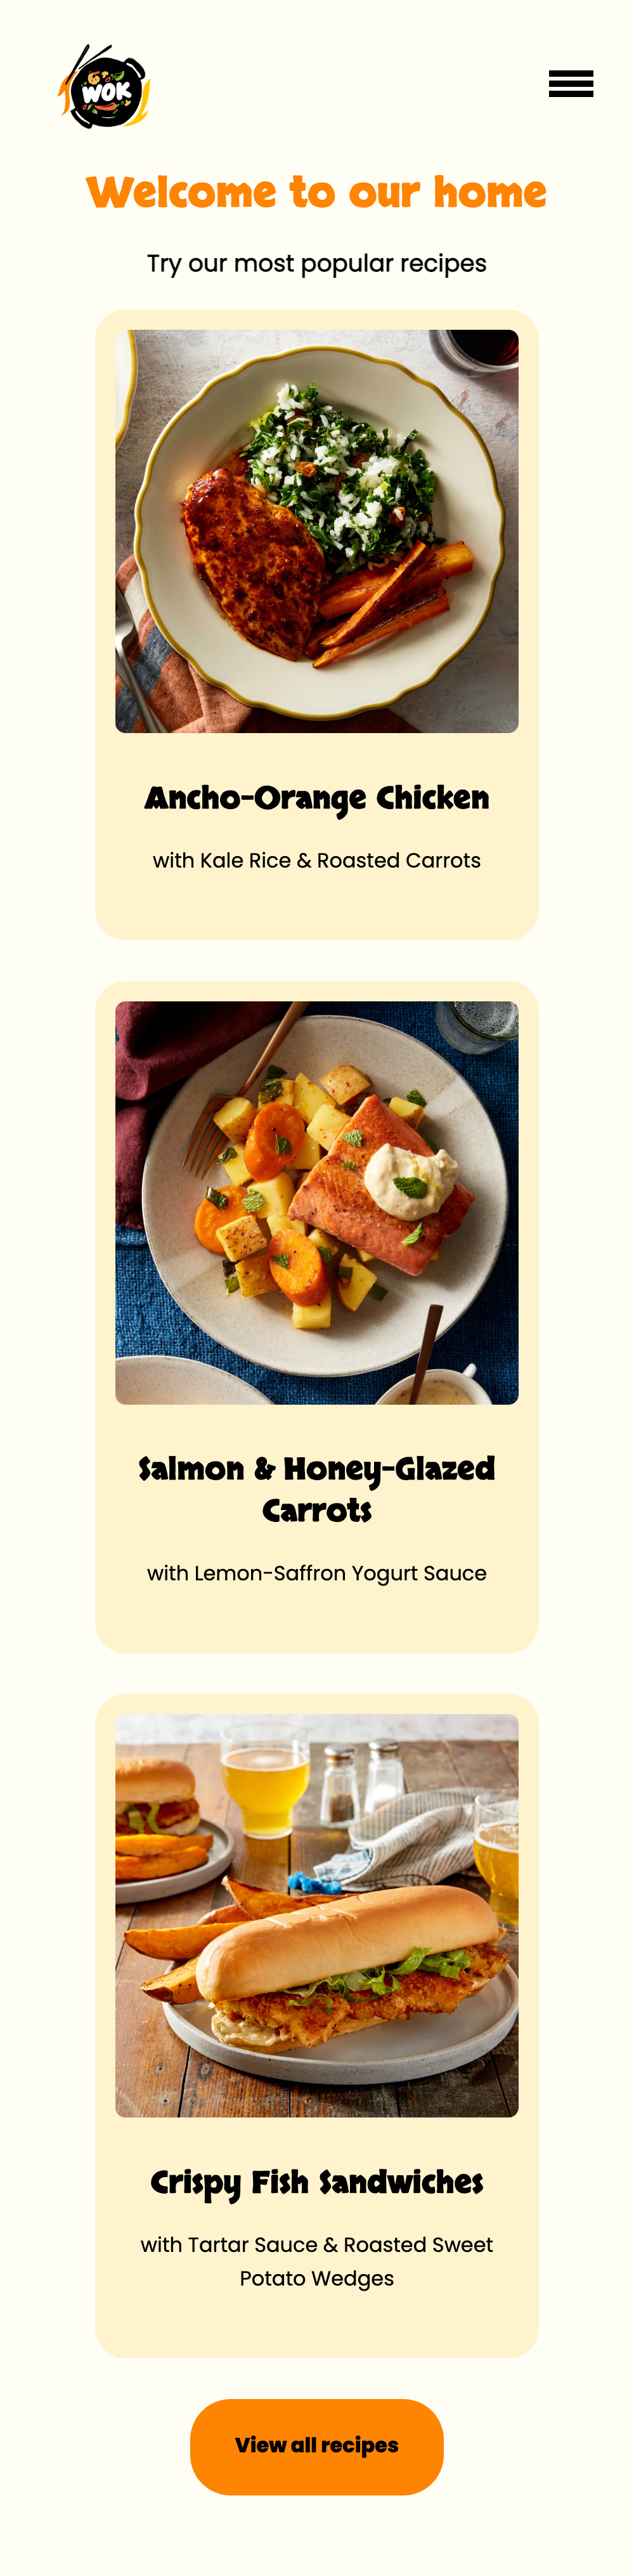 WOK
Welcome to our home
Try our most popular recipes
Ancho-Orange Chicken
with Kale Rice & Roasted Carrots
Salmon & Honey-Glazed
Carrots
with Lemon-Saffron Yogurt Sauce
Crispy Fish Sandwiches
with Tartar Sauce & Roasted Sweet
Potato Wedges
View all recipes